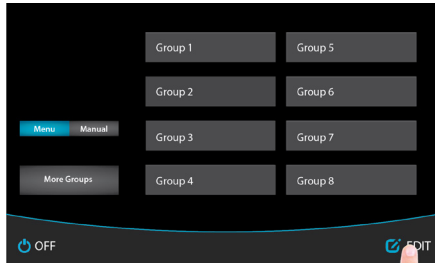 Group 1
Group 5
Group 2
Group 6
Menu
Manual
Group 3
Group 7
More Groups
Group 4
Group 8
OFF
EDIT